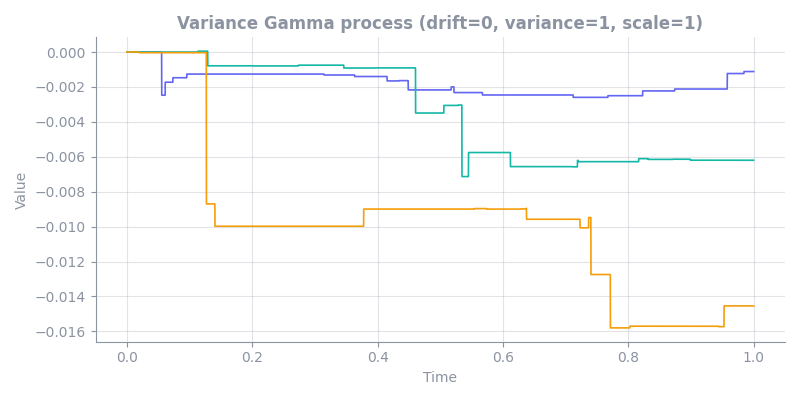 Variance Gamma process (drift=0, variance=1, scale=1)
Value
0.000
−0.002
−0.004
−0.006
−0.008
−0.010
−0.012
−0.014
−0.016
0.0 0.2 0.4 0.6 0.8 1.0
Time